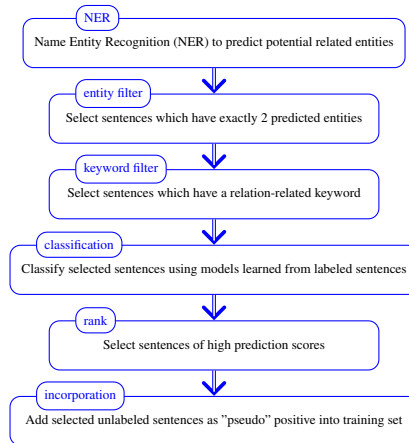 NER
Name Entity Recognition (NER) to predict potential related entities
entity filter
Select sentences which have exactly 2 predicted entities
keyword filter
Select sentences which have a relation-related keyword
classification
Classify selected sentences using models learned from labeled sentences
rank
Select sentences of high prediction scores
incorporation
Add selected unlabeled sentences as ”pseudo” positive into training set